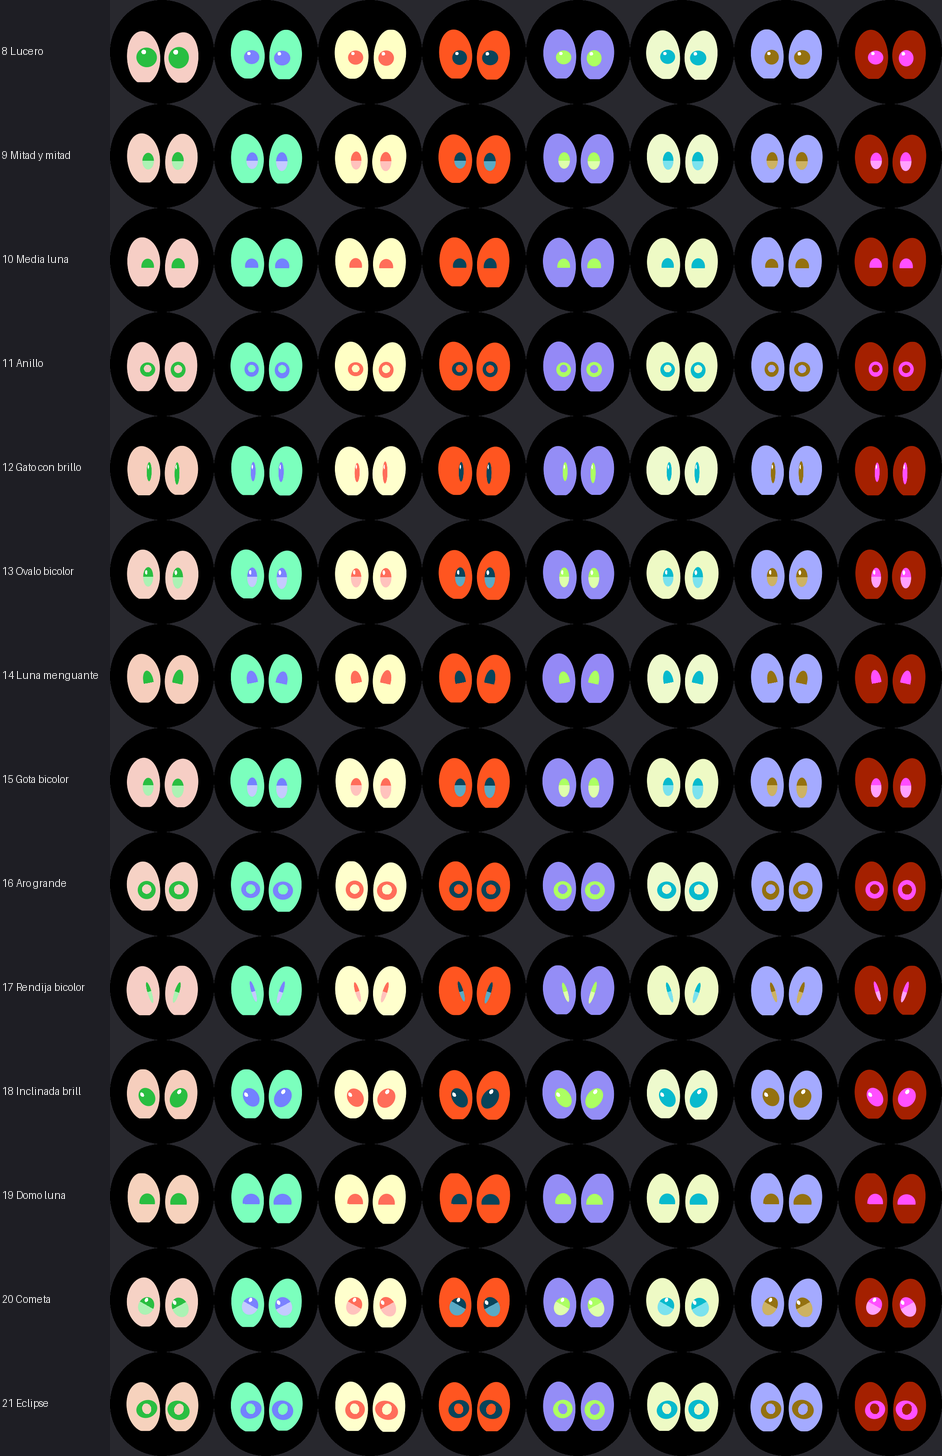 8 Lucero
9 Mitad y mitad
10 Media luna
11 Anillo
12 Gato con brillo
13 Ovalo bicolor
14 Luna menguante
15 Gota bicolor
16 Aro grande
17 Rendija bicolor
18 Inclinada brill
19 Domo luna
20 Cometa
21 Eclipse